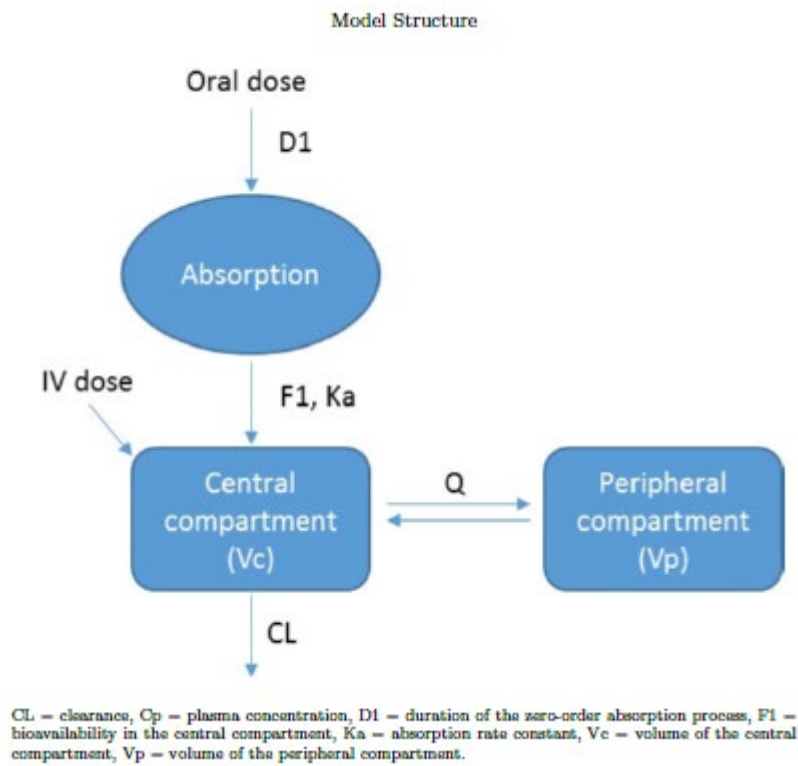 Model Structure
Oral dose
D1
Absorption
IV dose
F1, Ka
Central
compartment
(Vc)
Q
Peripheral
compartment
(Vp)
CL
CL = clearance, Cp = plasma concentration, D1 = duration of the zero-order absorption process, F1 =
bioavailability in the central compartment, Ka = absorption rate constant, Vc = volume of the central
compartment, Vp = volume of the peripheral compartment.